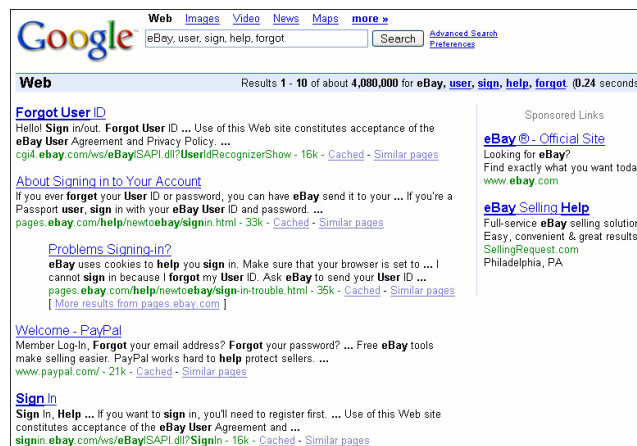 Web Images Video News Maps more »
Google™
eBay, user, sign, help, forgot Search
Advanced Search
Preferences
Web Results 1 - 10 of about 4,080,000 for eBay, user, sign, help, forgot. (0.24 seconds
Forgot User ID
Hello! Sign in/out. Forgot User ID ... Use of this Web site constitutes acceptance of the
eBay User Agreement and Privacy Policy. ...
cgi4.ebay.com/ws/eBayISAPI.dll?UserIdRecognizerShow - 16k - Cached - Similar pages
About Signing in to Your Account
If you ever forget your User ID or password, you can have eBay send it to your ... If you're a
Passport user, sign in with your eBay User ID and password. ...
pages.ebay.com/help/newtoebay/signin.html - 33k - Cached - Similar pages
Problems Signing-in?
eBay uses cookies to help you sign in. Make sure that your browser is set to ... I
cannot sign in because I forgot my User ID. Ask eBay to send your User ID ...
pages.ebay.com/help/newtoebay/sign-in-trouble.html - 35k - Cached - Similar pages
[ More results from pages.ebay.com ]
Welcome - PayPal
Member Log-In, Forgot your email address? Forgot your password? ... Free eBay tools
make selling easier. PayPal works hard to help protect sellers. ...
www.paypal.com/ - 21k - Cached - Similar pages
Sign In
Sign In, Help ... If you want to sign in, you'll need to register first. ... Use of this Web site
constitutes acceptance of the eBay User Agreement and ...
signin.ebay.com/ws/eBayISAPI.dll?SignIn - 16k - Cached - Similar pages
Sponsored Links
eBay ® - Official Site
Looking for eBay?
Find exactly what you want toda
www.ebay.com
eBay Selling Help
Full-service eBay selling solution
Easy, convenient & great results
SellingRequest.com
Philadelphia, PA